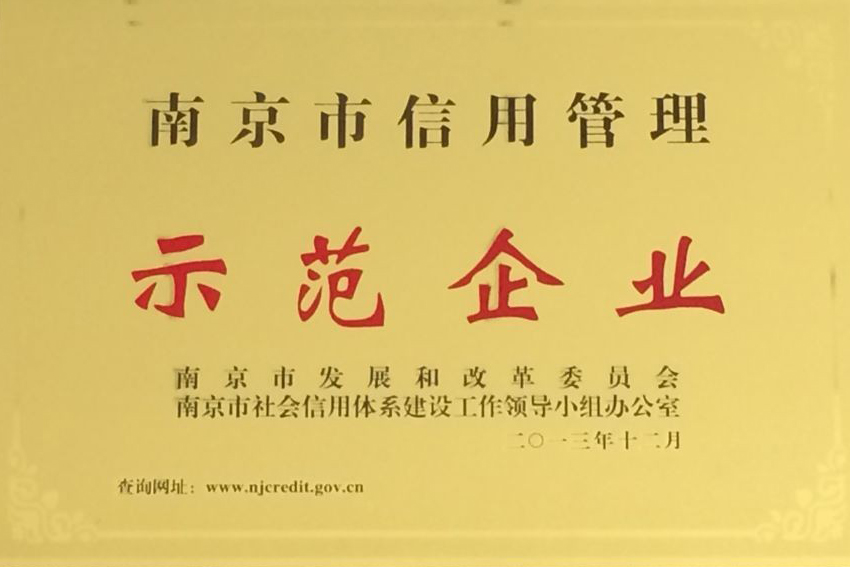 南京市信用管理
示范企业
南京市发展和改革委员会
南京市社会信用体系建设工作领导小组办公室
二〇一三年十二月
查询网址：www.njcredit.gov.cn